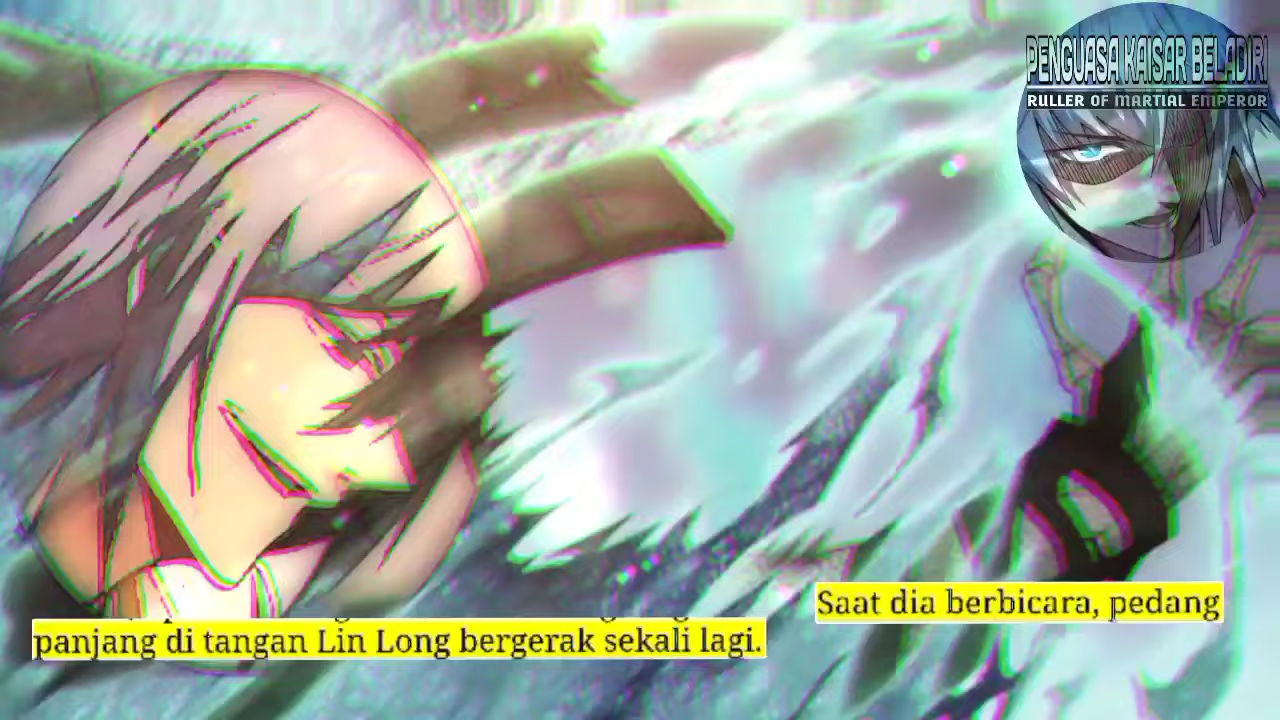 PENGUASA KAISAR BELADIRI
RULLER OF MARTIAL EMPEROR
Saat dia berbicara, pedang
panjang di tangan Lin Long bergerak sekali lagi.